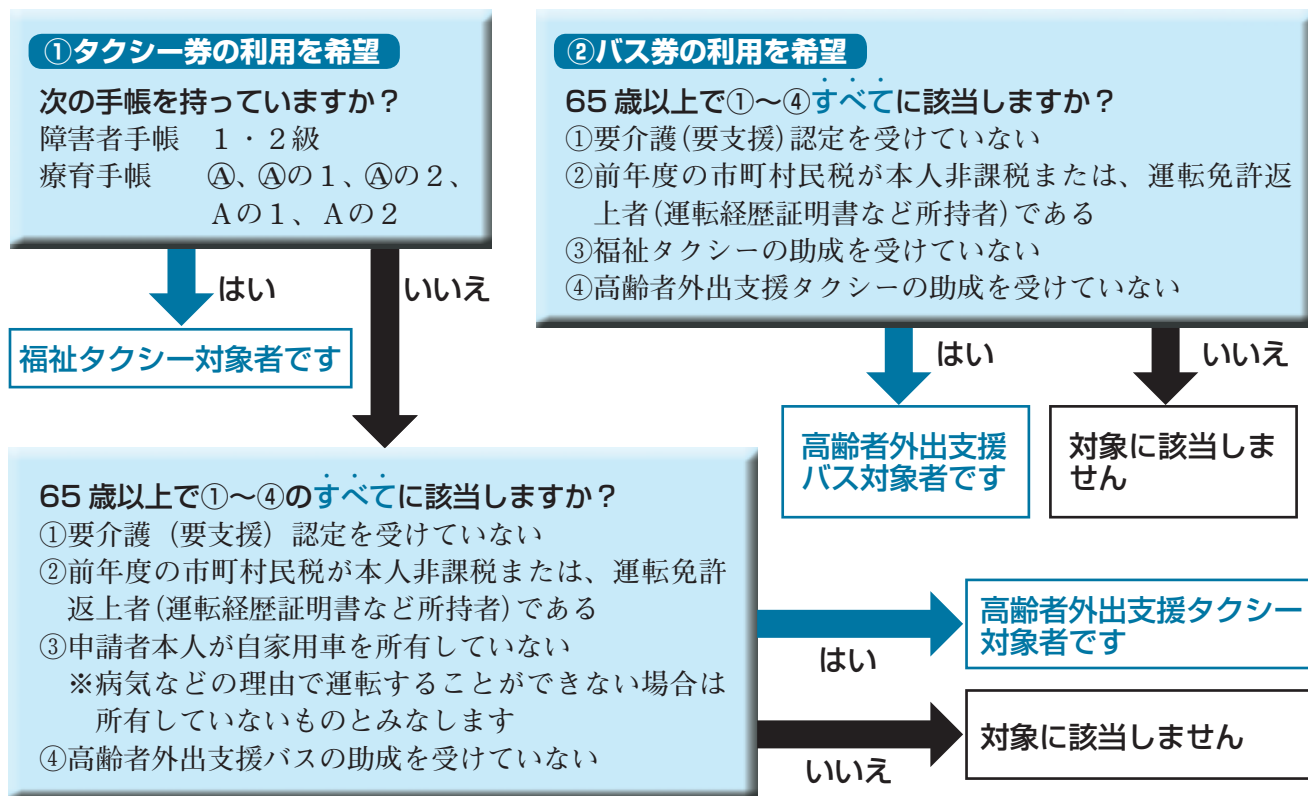 ①タクシー券の利用を希望
次の手帳を持っていますか？
障害者手帳　１・２級
療育手帳　Ⓐ、Ⓐの１、Ⓐの２、
Ａの１、Ａの２
はい
いいえ
福祉タクシー対象者です
②バス券の利用を希望
65歳以上で①～④すべてに該当しますか？
①要介護(要支援)認定を受けていない
②前年度の市町村民税が本人非課税または、運転免許返
上者(運転経歴証明書など所持者)である
③福祉タクシーの助成を受けていない
④高齢者外出支援タクシーの助成を受けていない
はい
いいえ
高齢者外出支援
バス対象者です
対象に該当しま
せん
65歳以上で①～④のすべてに該当しますか？
①要介護（要支援）認定を受けていない
②前年度の市町村民税が本人非課税または、運転免許
返上者(運転経歴証明書など所持者)である
③申請者本人が自家用車を所有していない
※病気などの理由で運転することができない場合は
所有していないものとみなします
④高齢者外出支援バスの助成を受けていない
はい
高齢者外出支援タクシー
対象者です
いいえ
対象に該当しません